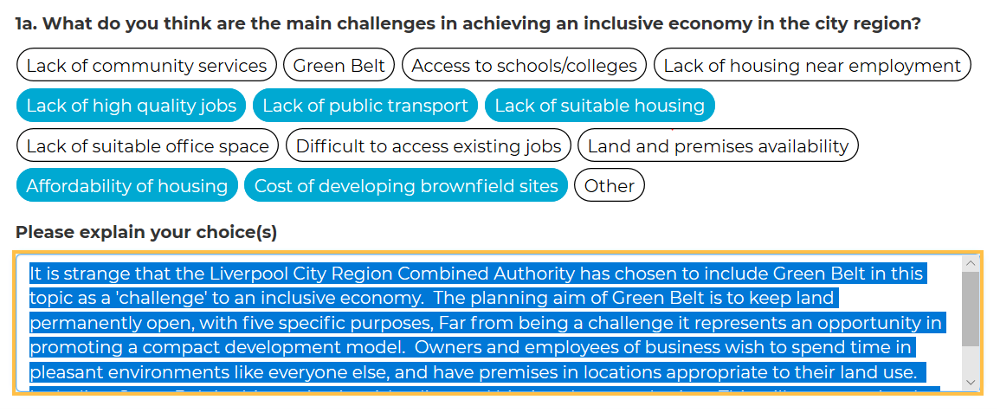 1a. What do you think are the main challenges in achieving an inclusive economy in the city region?
Lack of community services Green Belt Access to schools/colleges Lack of housing near employment
Lack of high quality jobs Lack of public transport Lack of suitable housing
Lack of suitable office space Difficult to access existing jobs Land and premises availability
Affordability of housing Cost of developing brownfield sites Other
Please explain your choice(s)
It is strange that the Liverpool City Region Combined Authority has chosen to include Green Belt in this
topic as a 'challenge' to an inclusive economy. The planning aim of Green Belt is to keep land
permanently open, with five specific purposes, Far from being a challenge it represents an opportunity in
promoting a compact development model. Owners and employees of business wish to spend time in
pleasant environments like everyone else, and have premises in locations appropriate to their land use.